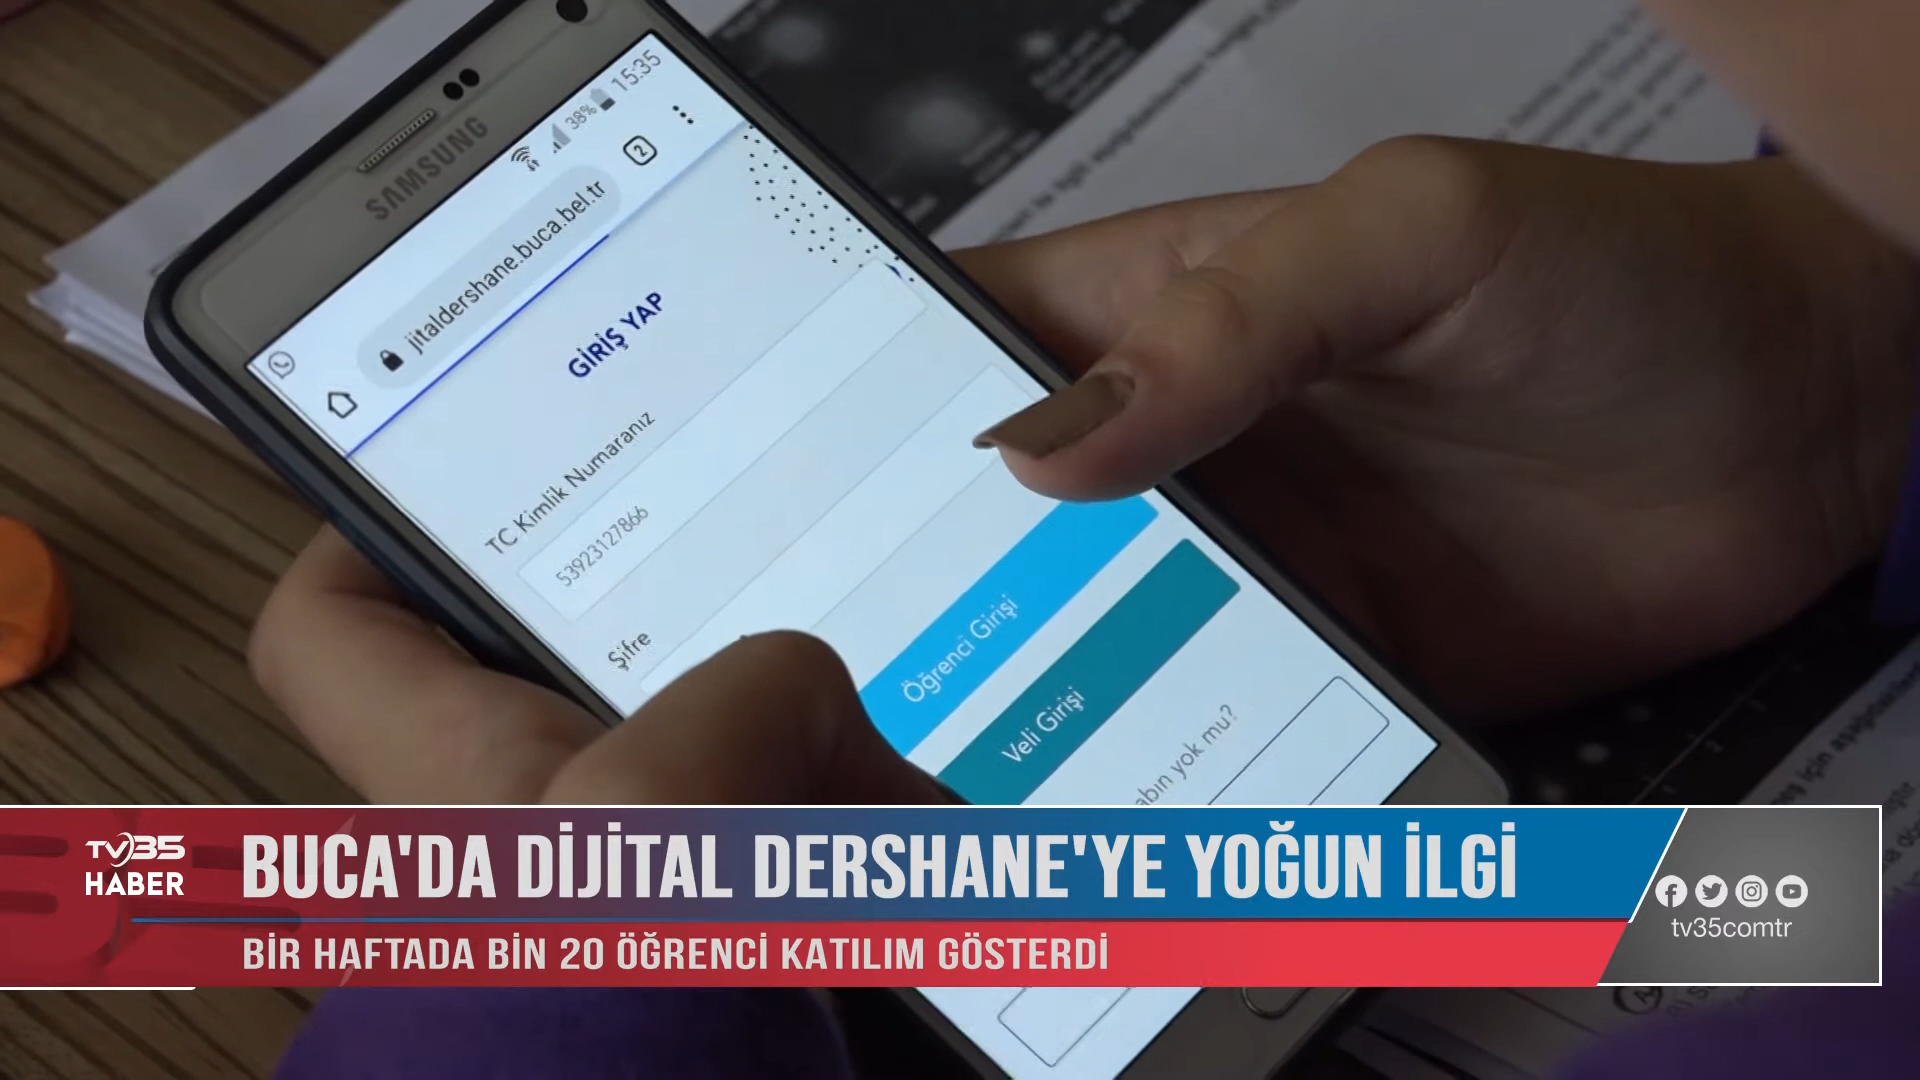 SAMSUNG
38% 15:35
jitaldershane.buca.bel.tr
2
GİRİŞ YAP
TC Kimlik Numaranız
53923127866
Şifre
Öğrenci Girişi
Veli Girişi
abın yok mu?
TV35
HABER
BUCA'DA DİJİTAL DERSHANE'YE YOĞUN İLGİ
BİR HAFTADA BİN 20 ÖĞRENCİ KATILIM GÖSTERDİ
tv35comtr